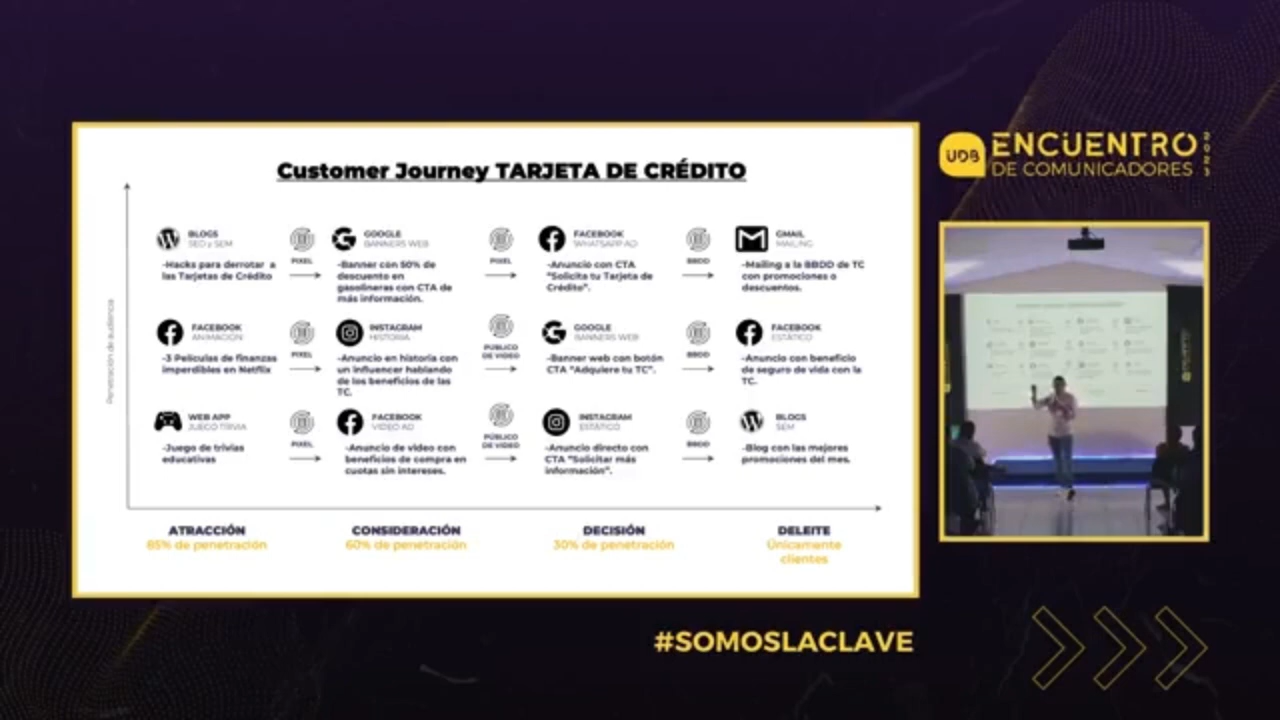 Customer Journey TARJETA DE CRÉDITO
Penetración de audiencia
BLOGS
SEO y SEM
-Hacks para derrotar a
las Tarjetas de Crédito
PIXEL
GOOGLE
BANNERS WEB
-Banner con 50% de
descuento en
gasolineras con CTA de
más información.
PIXEL
FACEBOOK
WHATSAPP AD
-Anuncio con CTA
"Solicita tu Tarjeta de
Crédito".
BBDD
GMAIL
MAILING
-Mailing a la BBDD de TC
con promociones o
descuentos.
FACEBOOK
ANIMACIÓN
-3 Películas de finanzas
imperdibles en Netflix
PIXEL
INSTAGRAM
HISTORIA
-Anuncio en historia con
un influencer hablando
de los beneficios de las
TC.
PÚBLICO
DE VIDEO
GOOGLE
BANNERS WEB
-Banner web con botón
CTA "Adquiere tu TC".
BBDD
FACEBOOK
ESTÁTICO
-Anuncio con beneficio
de seguro de vida con la
TC.
WEB APP
JUEGO TRIVIA
-Juego de trivias
educativas
PIXEL
FACEBOOK
VIDEO AD
-Anuncio de video con
beneficios de compra en
cuotas sin intereses.
PÚBLICO
DE VIDEO
INSTAGRAM
ESTÁTICO
-Anuncio directo con
CTA "Solicitar más
información".
BBDD
BLOGS
SEM
-Blog con las mejores
promociones del mes.
ATRACCIÓN
85% de penetración
CONSIDERACIÓN
60% de penetración
DECISIÓN
30% de penetración
DELEITE
Únicamente
clientes
UDB
ENCUENTRO
DE COMUNICADORES
#SOMOSLACLAVE